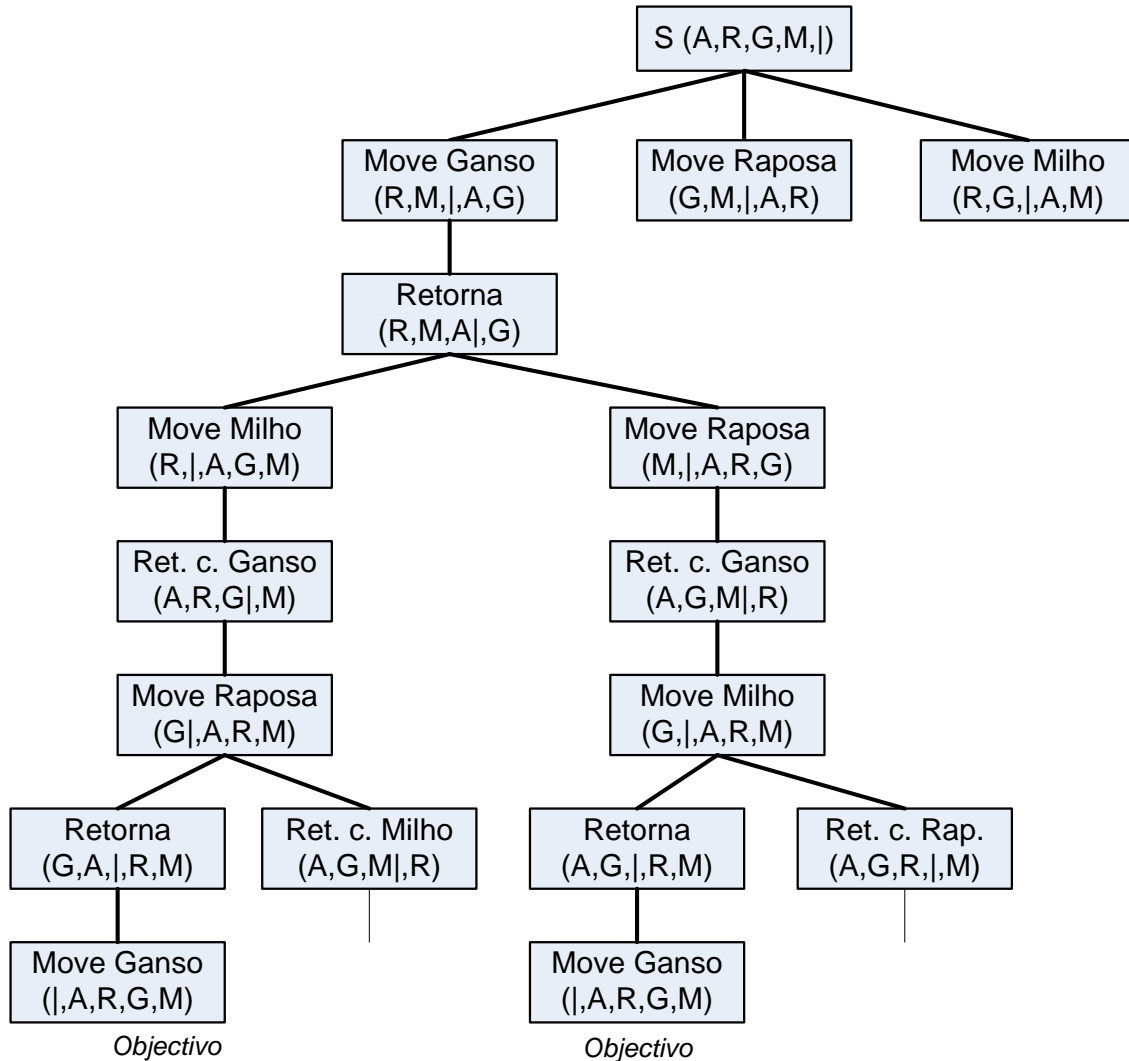 S (A,R,G,M,|)
Move Ganso
(R,M,|,A,G)
Move Raposa
(G,M,|,A,R)
Move Milho
(R,G,|,A,M)
Retorna
(R,M,A|,G)
Move Milho
(R,|,A,G,M)
Move Raposa
(M,|,A,R,G)
Ret. c. Ganso
(A,R,G|,M)
Ret. c. Ganso
(A,G,M|,R)
Move Raposa
(G|,A,R,M)
Move Milho
(G,|,A,R,M)
Retorna
(G,A,|,R,M)
Ret. c. Milho
(A,G,M|,R)
Retorna
(A,G,|,R,M)
Ret. c. Rap.
(A,G,R,|,M)
Move Ganso
(|,A,R,G,M)
Move Ganso
(|,A,R,G,M)
Objectivo
Objectivo